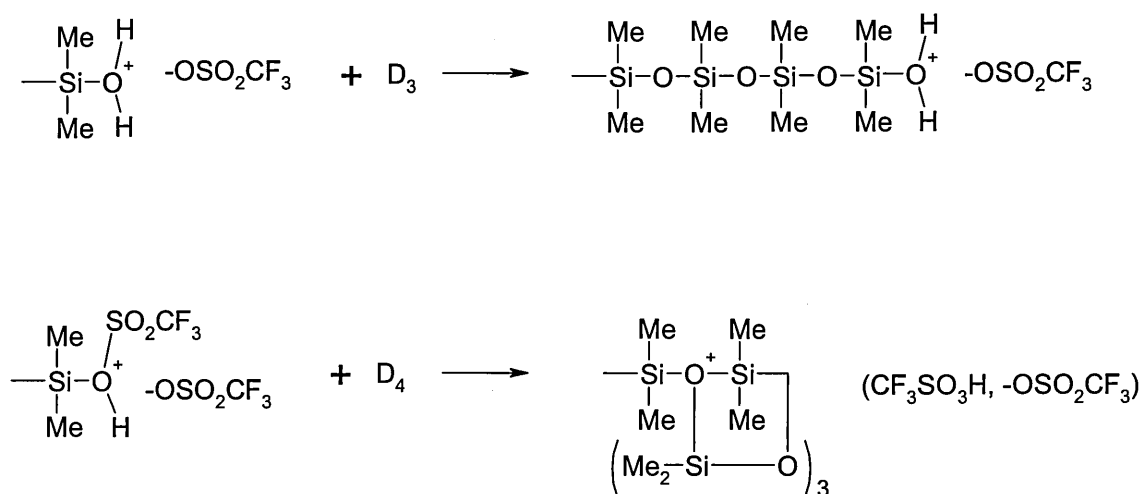 Me H Me Me Me Me H
Si O + -OSO₂CF₃ + D₃ Si O Si O Si O Si O + -OSO₂CF₃
Me H Me Me Me Me H
SO₂CF₃
Me Me Me
Si O + -OSO₂CF₃ + D₄ Si O + Si (CF₃SO₃H, -OSO₂CF₃)
Me H Me Me
(Me₂ Si O)₃